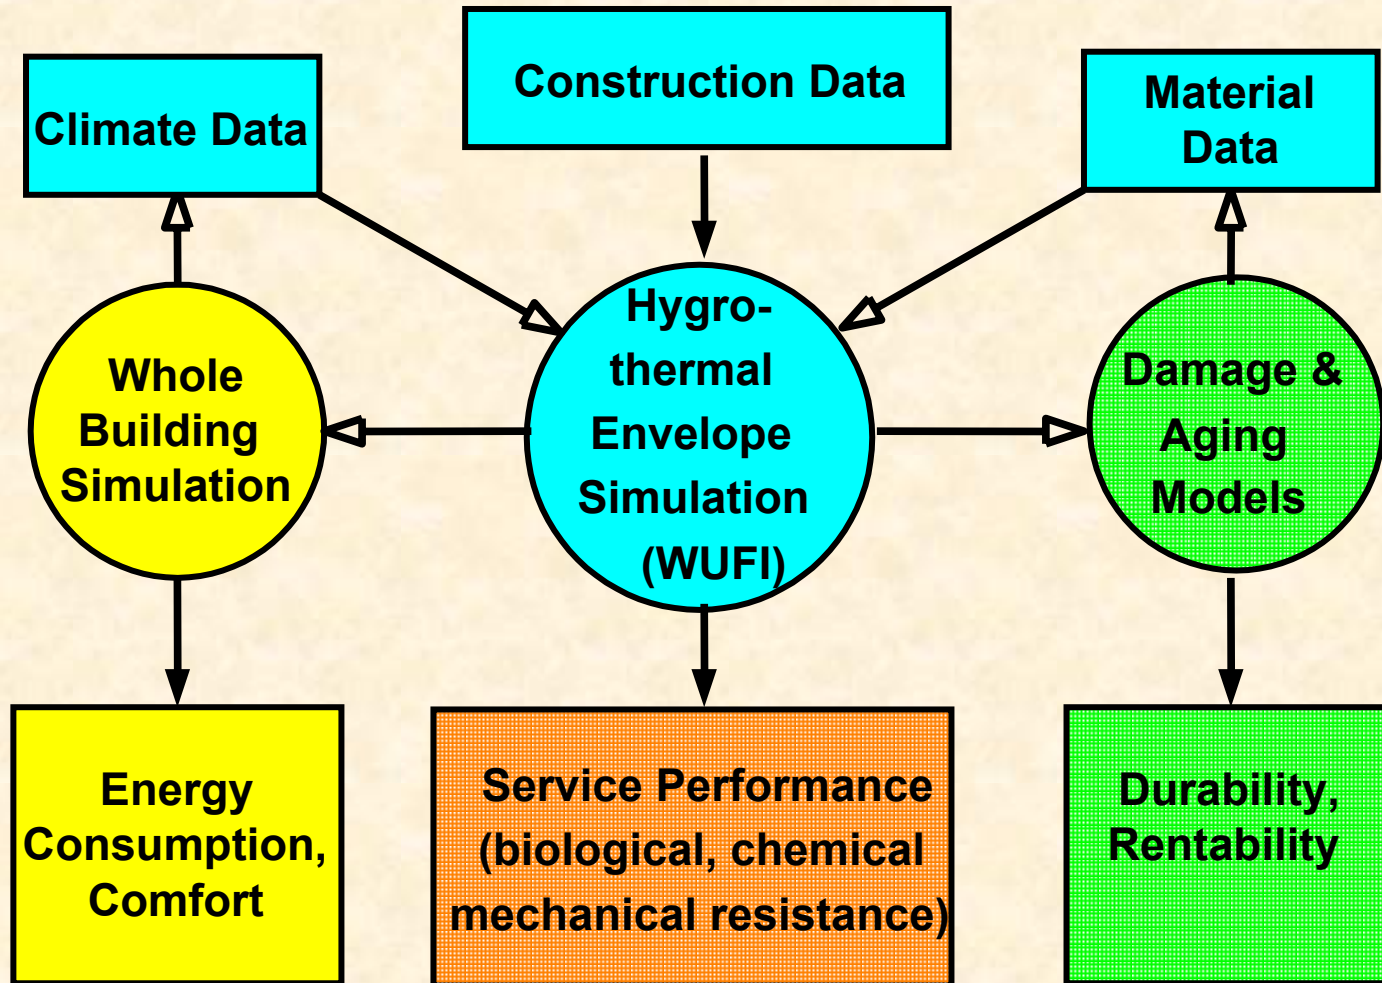 Climate Data
Construction Data
Material
Data
Whole
Building
Simulation
Hygro-
thermal
Envelope
Simulation
(WUFI)
Damage &
Aging
Models
Energy
Consumption,
Comfort
Service Performance
(biological, chemical
mechanical resistance)
Durability,
Rentability